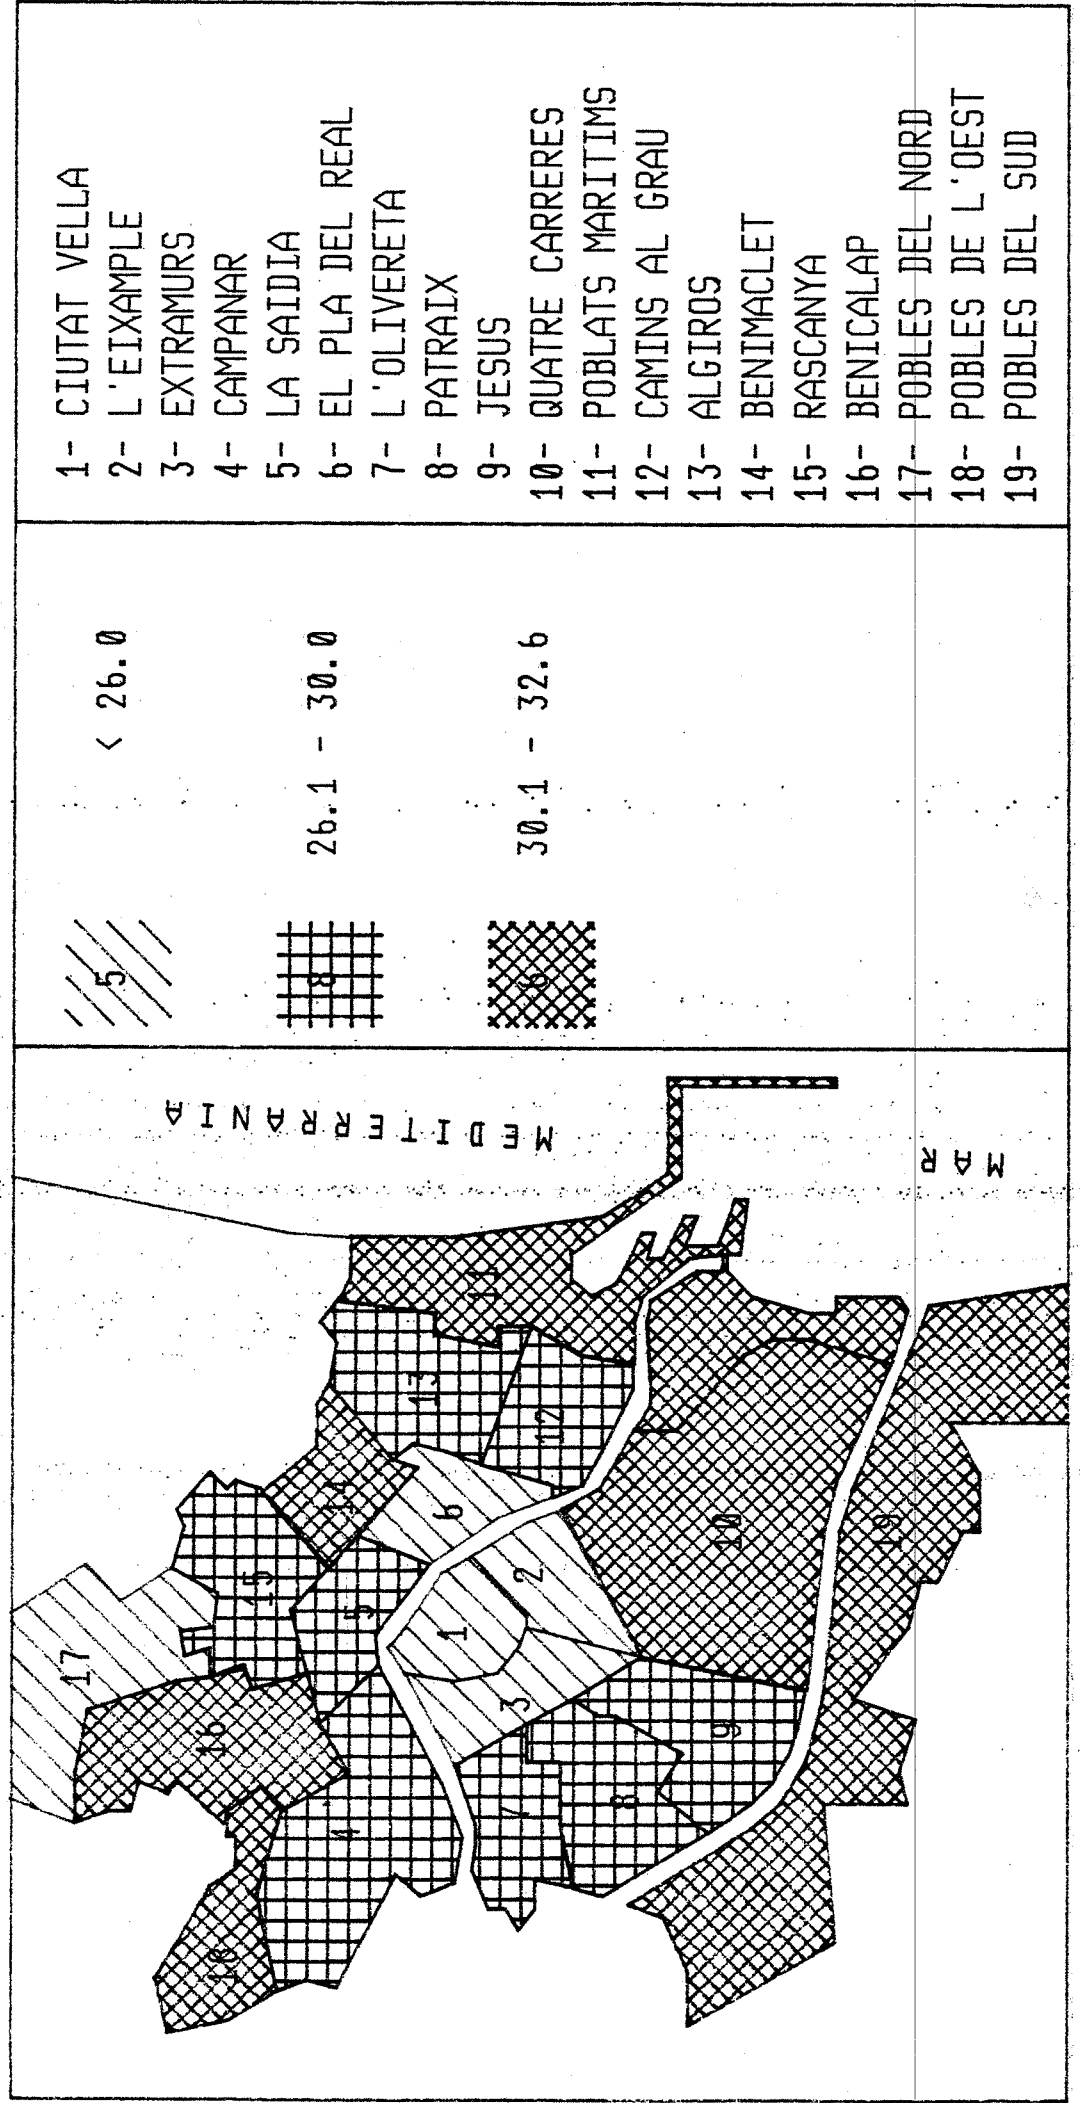 1- CIUTAT VELLA
2- L'EIXAMPLE
3- EXTRAMURS
4- CAMPANAR
5- LA SAIDIA
6- EL PLA DEL REAL
7- L'OLIVERETA
8- PATRAIX
9- JESUS
10- QUATRE CARRERES
11- POBLATS MARITIMS
12- CAMINS AL GRAU
13- ALGIROS
14- BENIMACLET
15- RASCANYA
16- BENICALAP
17- POBLES DEL NORD
18- POBLES DE L'OEST
19- POBLES DEL SUD
5 < 26.0
8 26.1 - 30.0
6 30.1 - 32.6
MAR
MEDITERRANIA
17
16
15
18
14
5
4
13
11
6
12
1
2
3
7
8
9
10
19